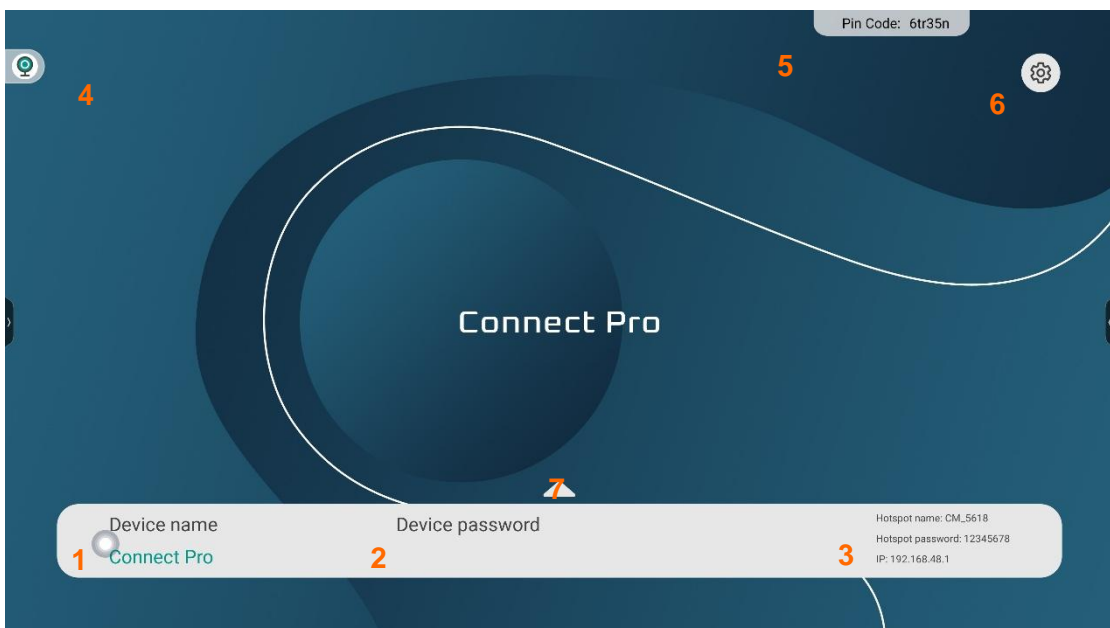 Pin Code: 6tr35n
5
4
6
Connect Pro
7
Device name
Device password
Hotspot name: CM_5618
Hotspot password: 12345678
1
Connect Pro
2
3
IP: 192.168.48.1